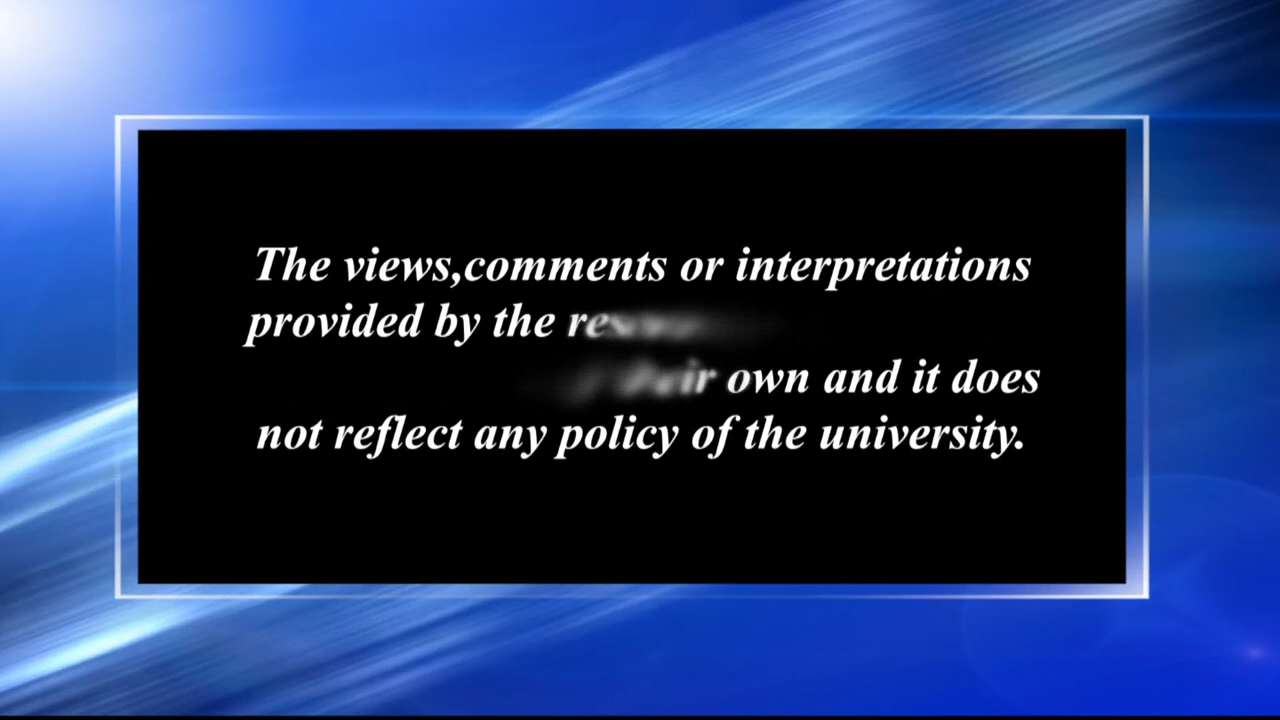 The views,comments or interpretations
provided by the
own and it does
not reflect any policy of the university.